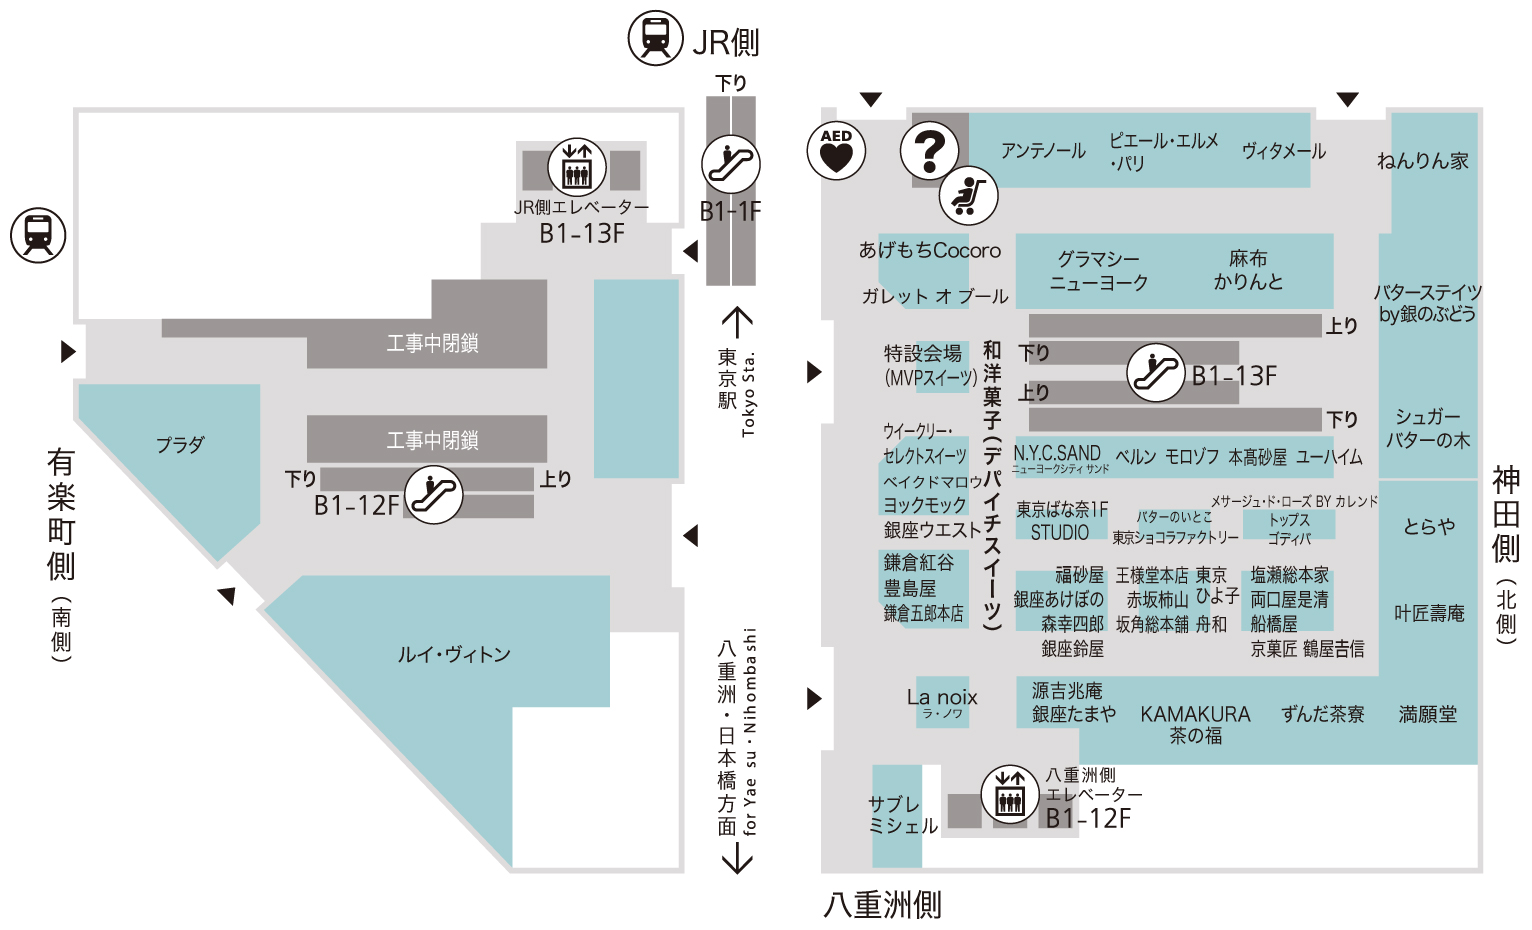 JR側
下り
B1-1F
JR側エレベーター
B1-13F
工事中閉鎖
工事中閉鎖
下り
上り
B1-12F
プラダ
ルイ・ヴィトン
有楽町側(南側)
東京駅
Tokyo Sta.
八重洲・日本橋方面
for Yae su・Nihombashi
AED
?
アンテノール
ピエール・エルメ
・パリ
ヴィタメール
ねんりん家
あげもちCocoro
ガレット オ ブール
グラマシー
ニューヨーク
麻布
かりんと
バターステイツ
by銀のぶどう
上り
下り
B1-13F
上り
下り
特設会場
(MVPスイーツ)
和洋菓子(デパイチスイーツ)
シュガー
バターの木
ウイークリー・
セレクトスイーツ
ベイクドマロウ
ヨックモック
銀座ウエスト
N.Y.C.SAND
ニューヨークシティ サンド
ベルン
モロゾフ
本髙砂屋
ユーハイム
東京ばな奈1F
STUDIO
バターのいとこ
東京ショコラファクトリー
メサージュ・ド・ローズ BY カレンド
トップス
ゴディバ
とらや
鎌倉紅谷
豊島屋
鎌倉五郎本店
福砂屋
銀座あけぼの
森幸四郎
銀座鈴屋
王様堂本店
赤坂柿山
坂角総本舖
東京
ひよ子
舟和
塩瀬総本家
両口屋是清
船橋屋
京菓匠 鶴屋𠮷信
叶匠壽庵
La noix
ラ・ノワ
源吉兆庵
銀座たまや
KAMAKURA
茶の福
ずんだ茶寮
満願堂
サブレ
ミシェル
八重洲側
エレベーター
B1-12F
神田側(北側)
八重洲側